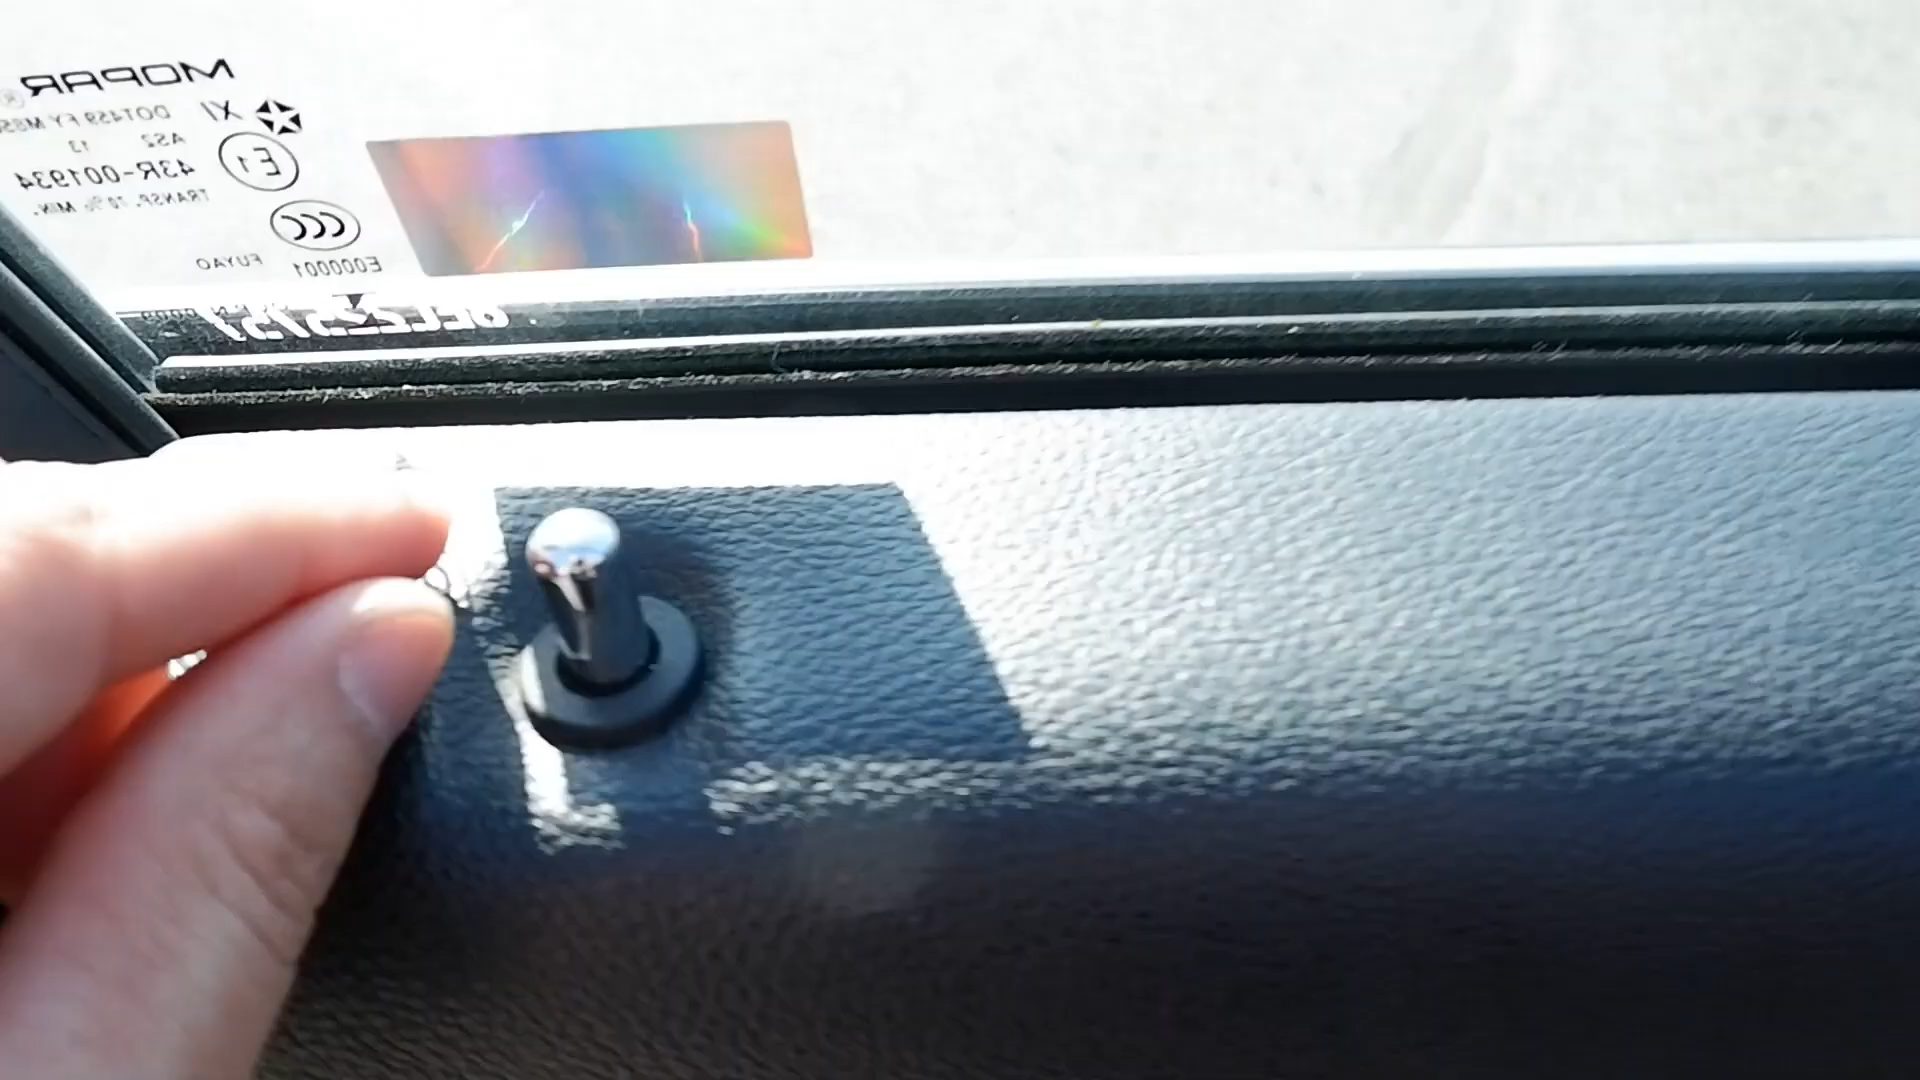 MOPAR
XI DOT459 FY M
AS2 13
E1 43R-001934
TRANSP. 70% MIN.
CCC
E000001 FUYAO